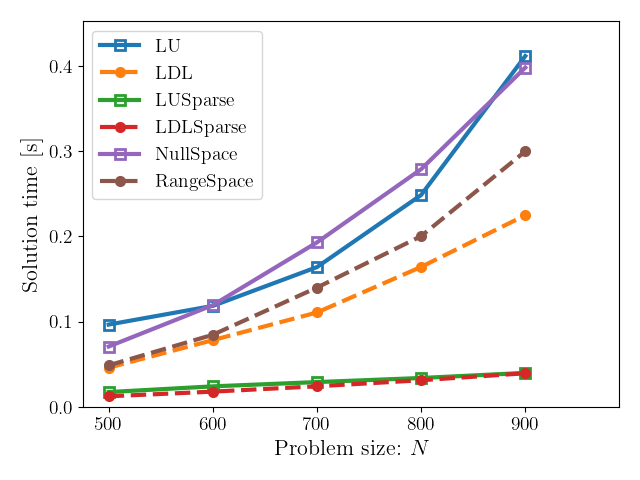 LU
LDL
LUSparse
LDLSparse
NullSpace
RangeSpace
Solution time [s]
0.4
0.3
0.2
0.1
0.0
500 600 700 800 900
Problem size: N